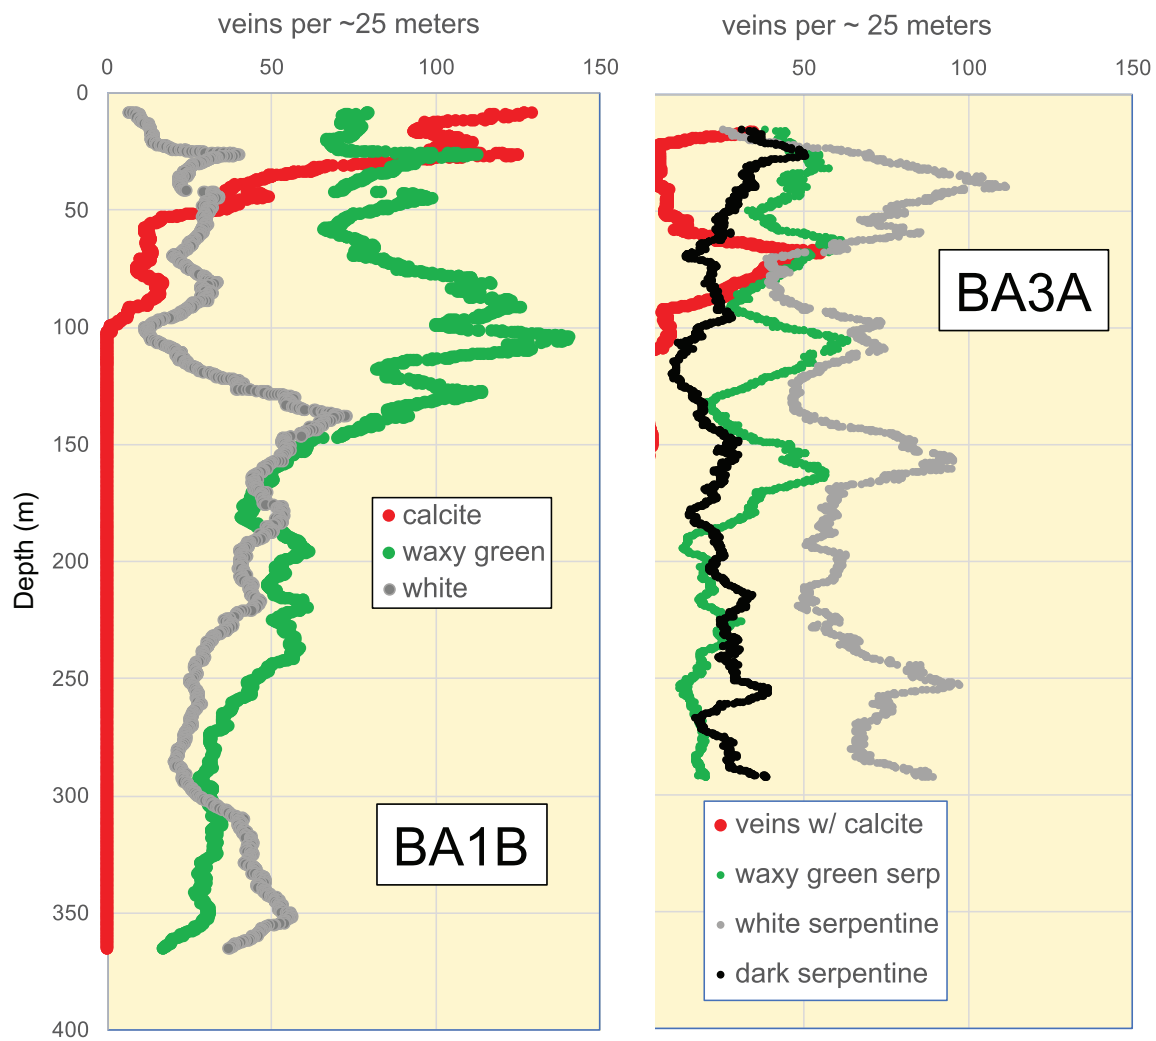 veins per ~25 meters
0 50 100 150
0
50
100
150
200
250
300
350
400
Depth (m)
calcite
waxy green
white
BA1B
veins per ~ 25 meters
50 100 150
BA3A
veins w/ calcite
waxy green serp
white serpentine
dark serpentine